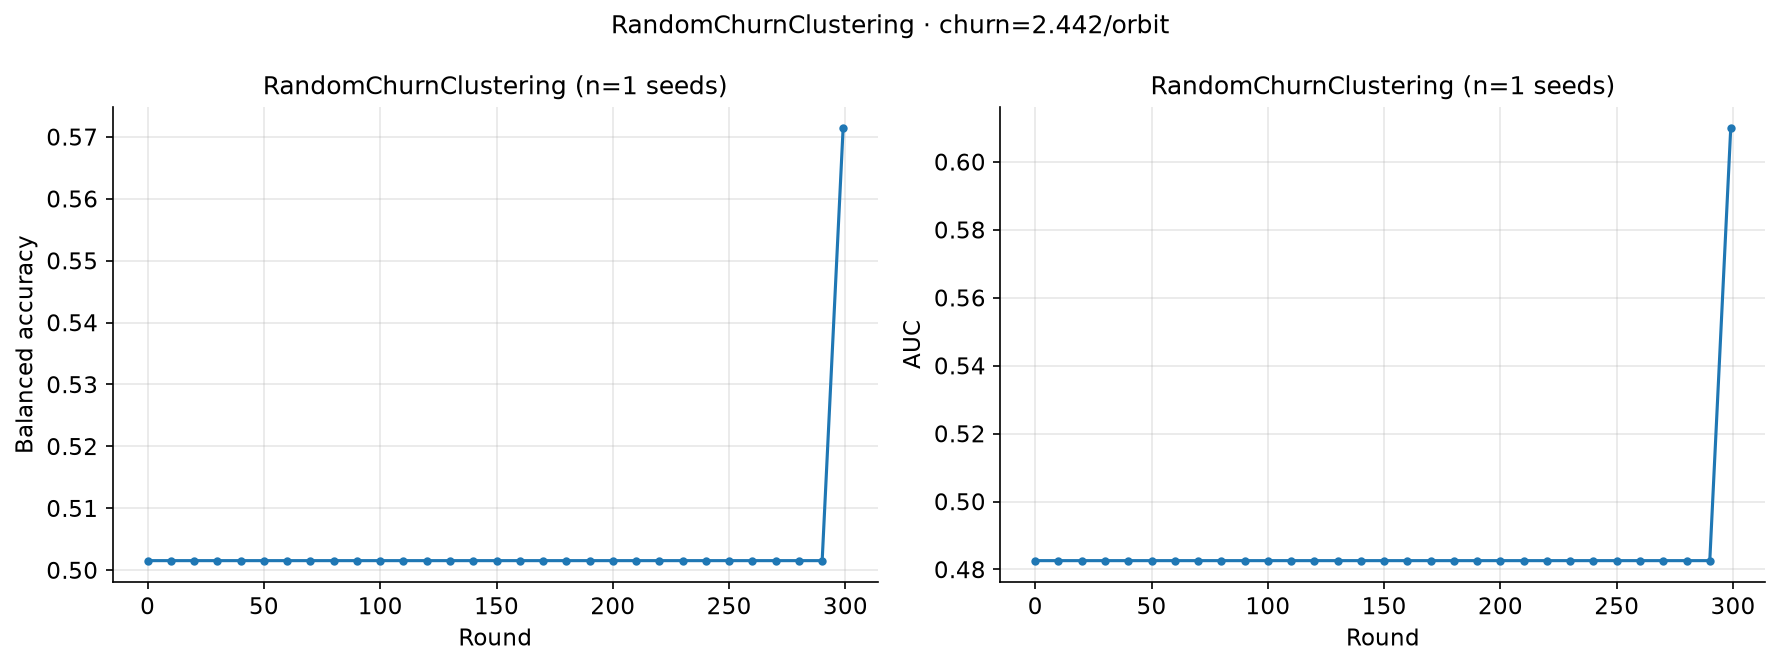 RandomChurnClustering · churn=2.442/orbit
RandomChurnClustering (n=1 seeds)
0.57
0.56
0.55
0.54
0.53
0.52
0.51
0.50
Balanced accuracy
0 50 100 150 200 250 300
Round
RandomChurnClustering (n=1 seeds)
0.60
0.58
0.56
0.54
0.52
0.50
0.48
AUC
0 50 100 150 200 250 300
Round